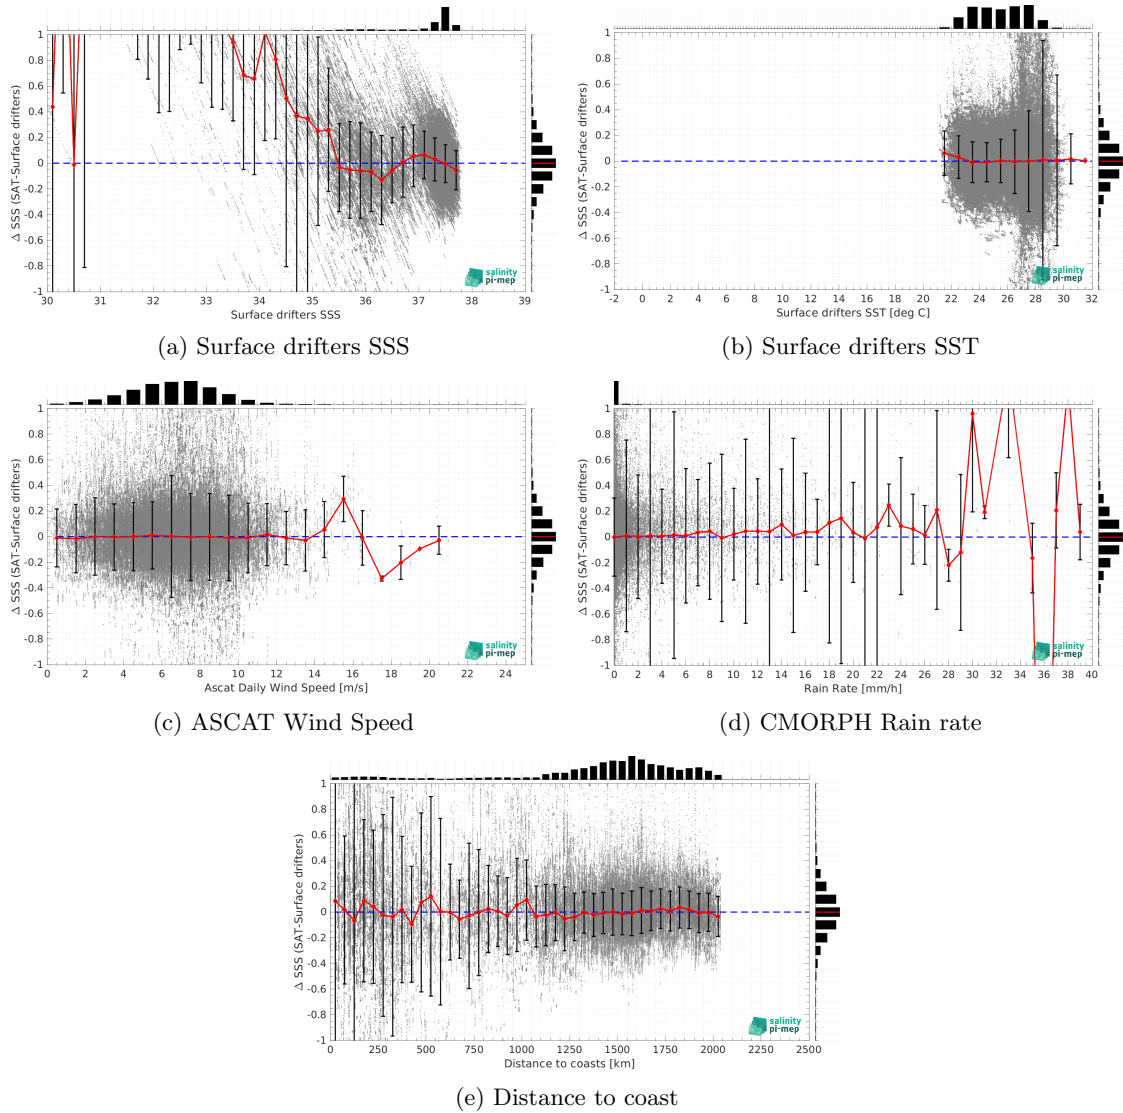 1
0.8
0.6
0.4
0.2
0
-0.2
-0.4
-0.6
-0.8
-1
Δ SSS (SAT-Surface drifters)
salinity
pi-mep
30 31 32 33 34 35 36 37 38 39
Surface drifters SSS
(a) Surface drifters SSS
1
0.8
0.6
0.4
0.2
0
-0.2
-0.4
-0.6
-0.8
-1
Δ SSS (SAT-Surface drifters)
salinity
pi-mep
-2 0 2 4 6 8 10 12 14 16 18 20 22 24 26 28 30 32
Surface drifters SST [deg C]
(b) Surface drifters SST
1
0.8
0.6
0.4
0.2
0
-0.2
-0.4
-0.6
-0.8
-1
Δ SSS (SAT-Surface drifters)
salinity
pi-mep
0 2 4 6 8 10 12 14 16 18 20 22 24
Ascat Daily Wind Speed [m/s]
(c) ASCAT Wind Speed
1
0.8
0.6
0.4
0.2
0
-0.2
-0.4
-0.6
-0.8
-1
Δ SSS (SAT-Surface drifters)
salinity
pi-mep
0 2 4 6 8 10 12 14 16 18 20 22 24 26 28 30 32 34 36 38 40
Rain Rate [mm/h]
(d) CMORPH Rain rate
1
0.8
0.6
0.4
0.2
0
-0.2
-0.4
-0.6
-0.8
-1
Δ SSS (SAT-Surface drifters)
salinity
pi-mep
0 250 500 750 1000 1250 1500 1750 2000 2250 2500
Distance to coasts [km]
(e) Distance to coast